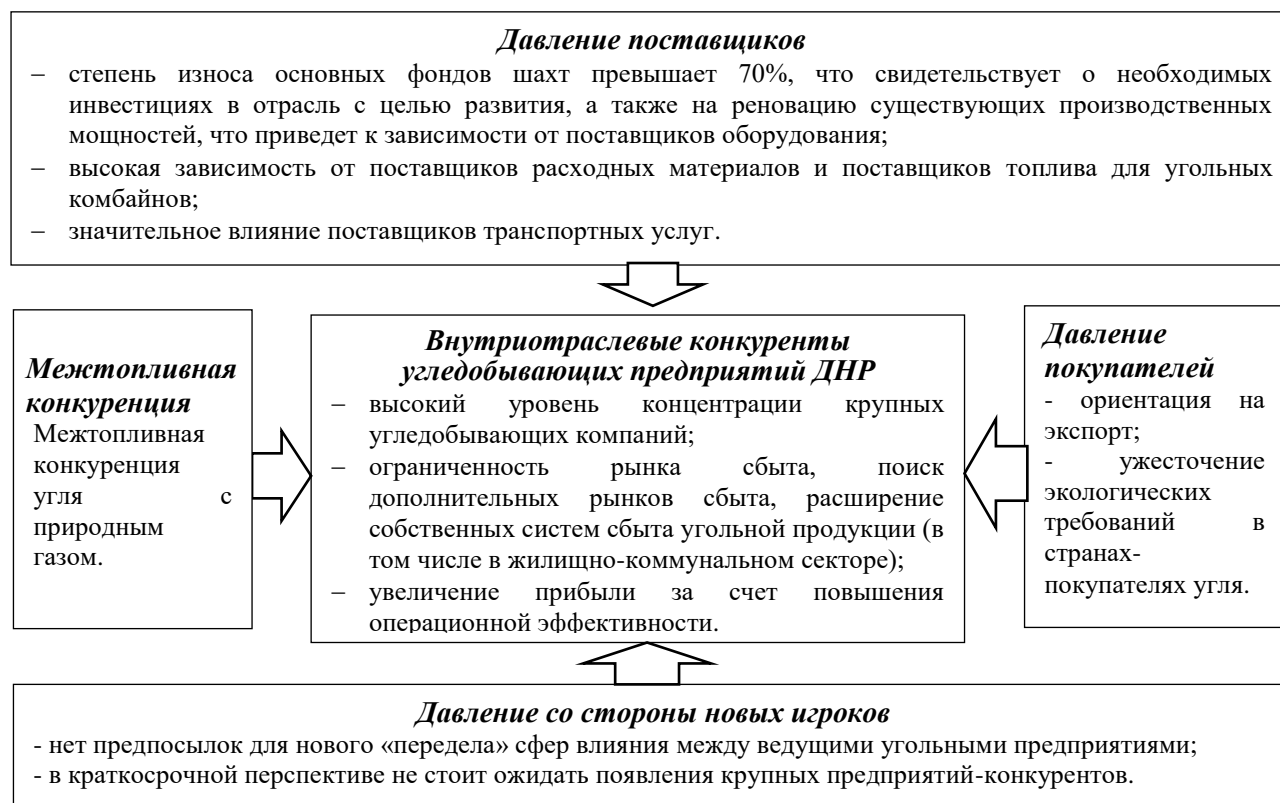 Давление поставщиков
– степень износа основных фондов шахт превышает 70%, что свидетельствует о необходимых
инвестициях в отрасль с целью развития, а также на реновацию существующих производственных
мощностей, что приведет к зависимости от поставщиков оборудования;
– высокая зависимость от поставщиков расходных материалов и поставщиков топлива для угольных
комбайнов;
– значительное влияние поставщиков транспортных услуг.
Межтопливная
конкуренция
Межтопливная
конкуренция
угля с
природным
газом.
Внутриотраслевые конкуренты
угледобывающих предприятий ДНР
– высокий уровень концентрации крупных
угледобывающих компаний;
– ограниченность рынка сбыта, поиск
дополнительных рынков сбыта, расширение
собственных систем сбыта угольной продукции (в
том числе в жилищно-коммунальном секторе);
– увеличение прибыли за счет повышения
операционной эффективности.
Давление
покупателей
- ориентация на
экспорт;
- ужесточение
экологических
требований в
странах-
покупателях угля.
Давление со стороны новых игроков
- нет предпосылок для нового «передела» сфер влияния между ведущими угольными предприятиями;
- в краткосрочной перспективе не стоит ожидать появления крупных предприятий-конкурентов.